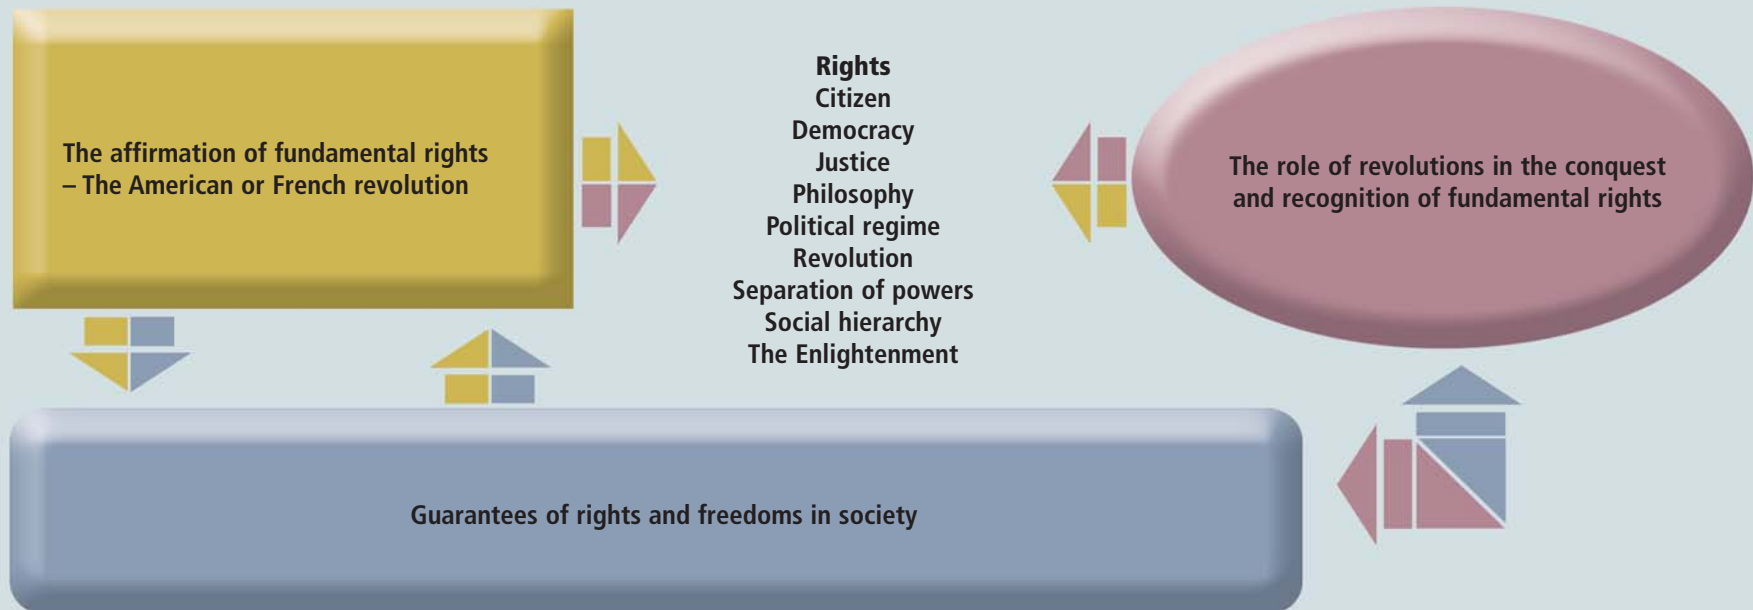 The affirmation of fundamental rights
– The American or French revolution
Rights
Citizen
Democracy
Justice
Philosophy
Political regime
Revolution
Separation of powers
Social hierarchy
The Enlightenment
The role of revolutions in the conquest
and recognition of fundamental rights
Guarantees of rights and freedoms in society